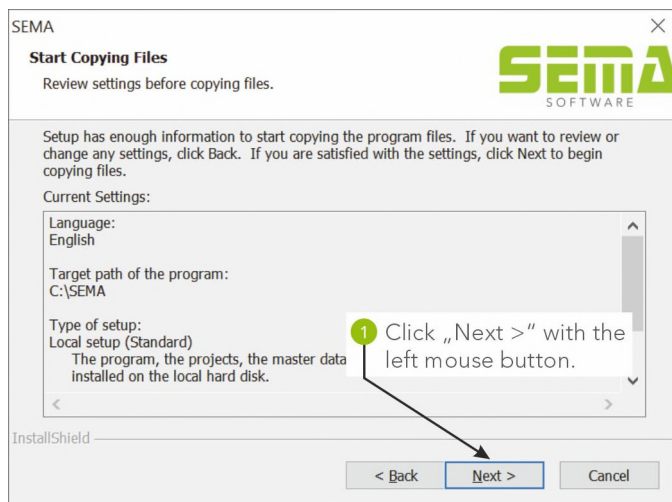 SEMA
Start Copying Files
Review settings before copying files.
SEMA
SOFTWARE
Setup has enough information to start copying the program files. If you want to review or
change any settings, click Back. If you are satisfied with the settings, click Next to begin
copying files.
Current Settings:
Language:
English
Target path of the program:
C:\SEMA
Type of setup:
Local setup (Standard)
The program, the projects, the master data
installed on the local hard disk.
1 Click „Next >“ with the
left mouse button.
InstallShield
< Back Next > Cancel